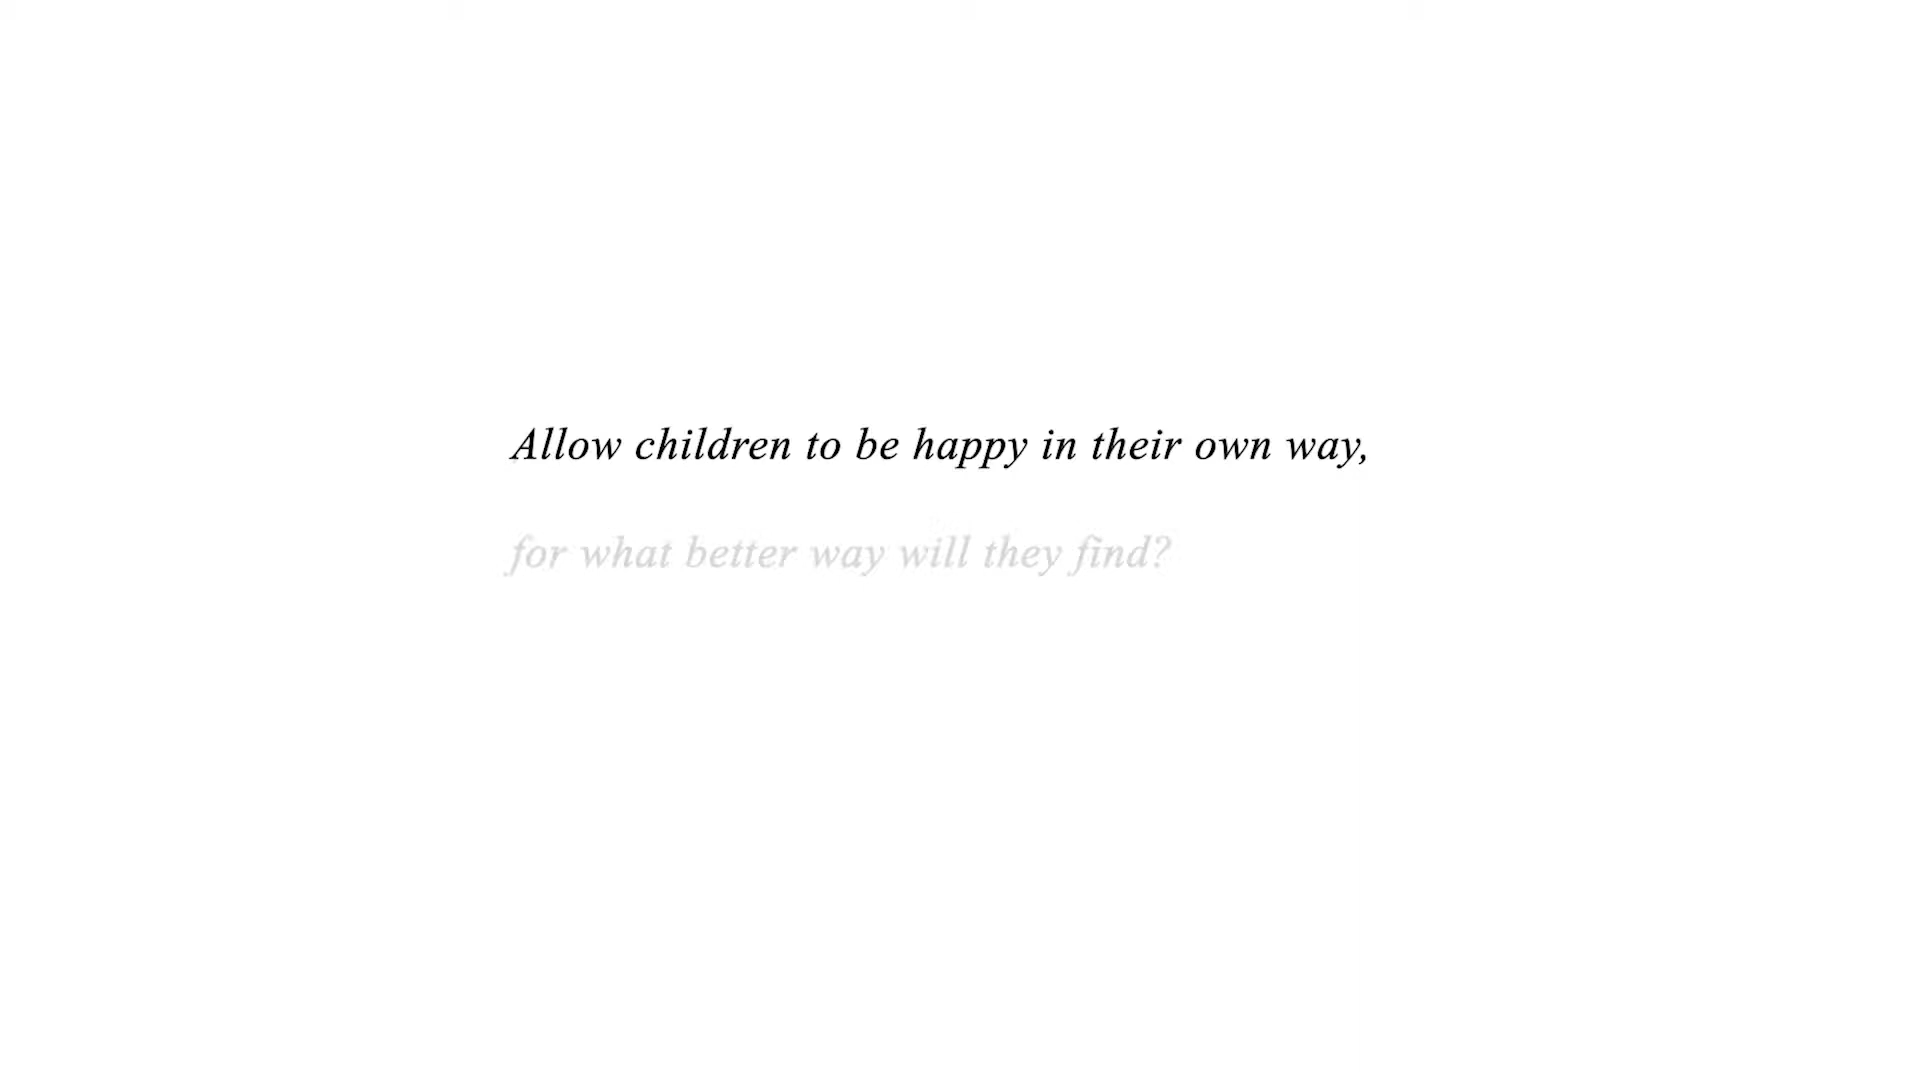 Allow children to be happy in their own way,
for what better way will they find?